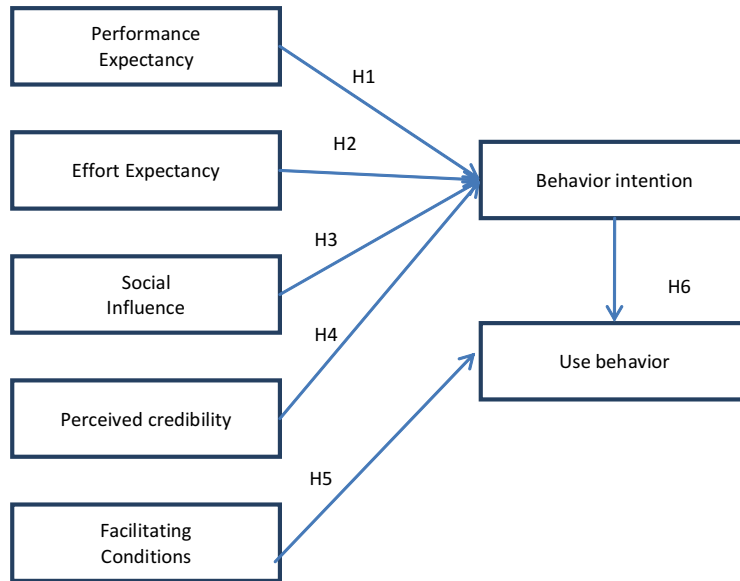 Performance
Expectancy
H1
Effort Expectancy
H2
Behavior intention
Social
Influence
H3
H6
H4
Use behavior
Perceived credibility
H5
Facilitating
Conditions